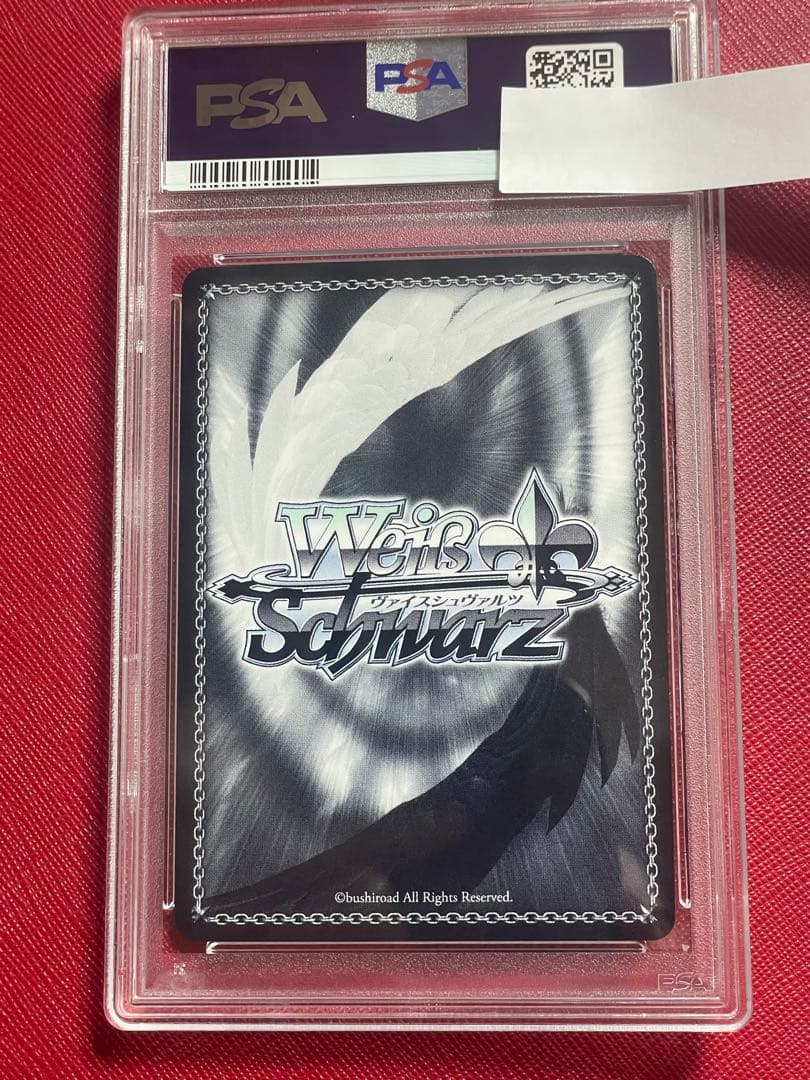 PSA
PSA
Weiß
ヴァイスシュヴァルツ
Schwarz
©bushiroad All Rights Reserved.
PSA